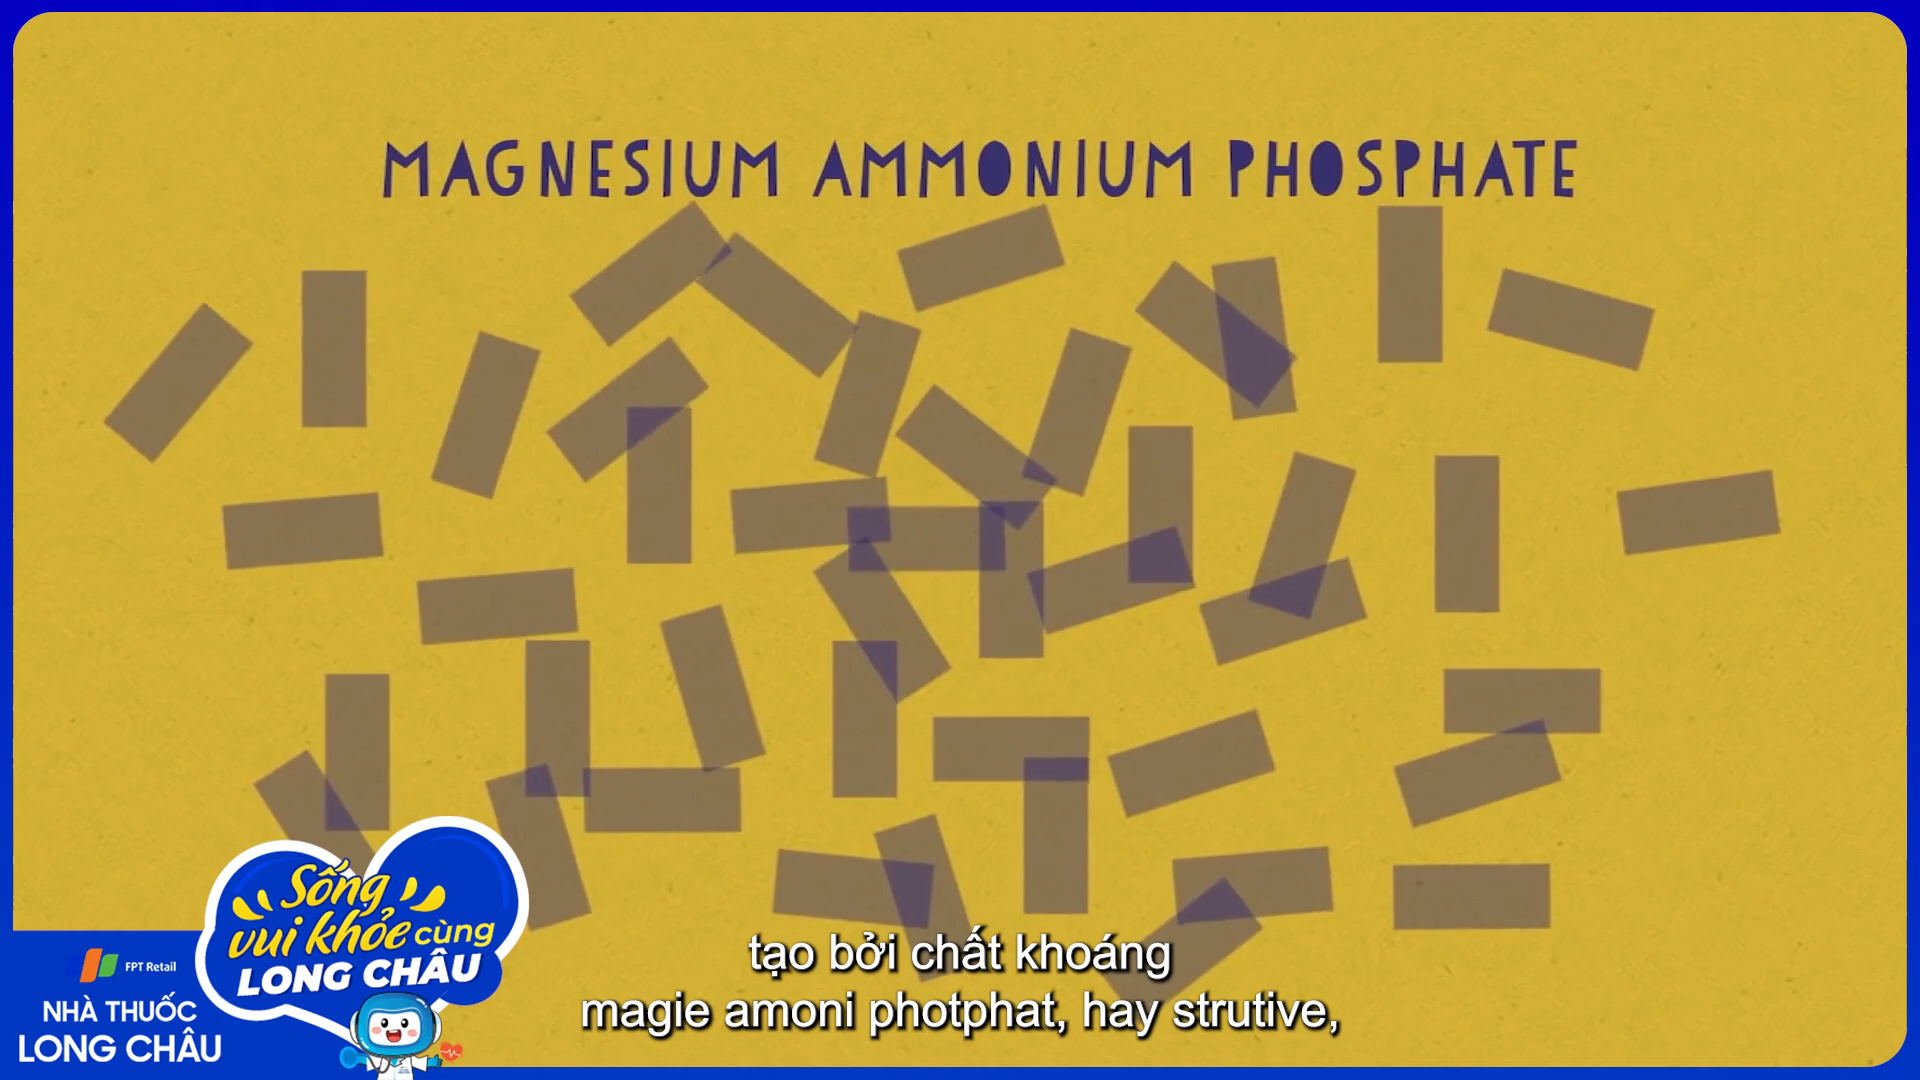 MAGNESIUM AMMONIUM PHOSPHATE
Sống
vui khỏe cùng
LONG CHÂU
FPT Retail
NHÀ THUỐC
LONG CHÂU
tạo bởi chất khoáng
magie amoni photphat, hay strutive,